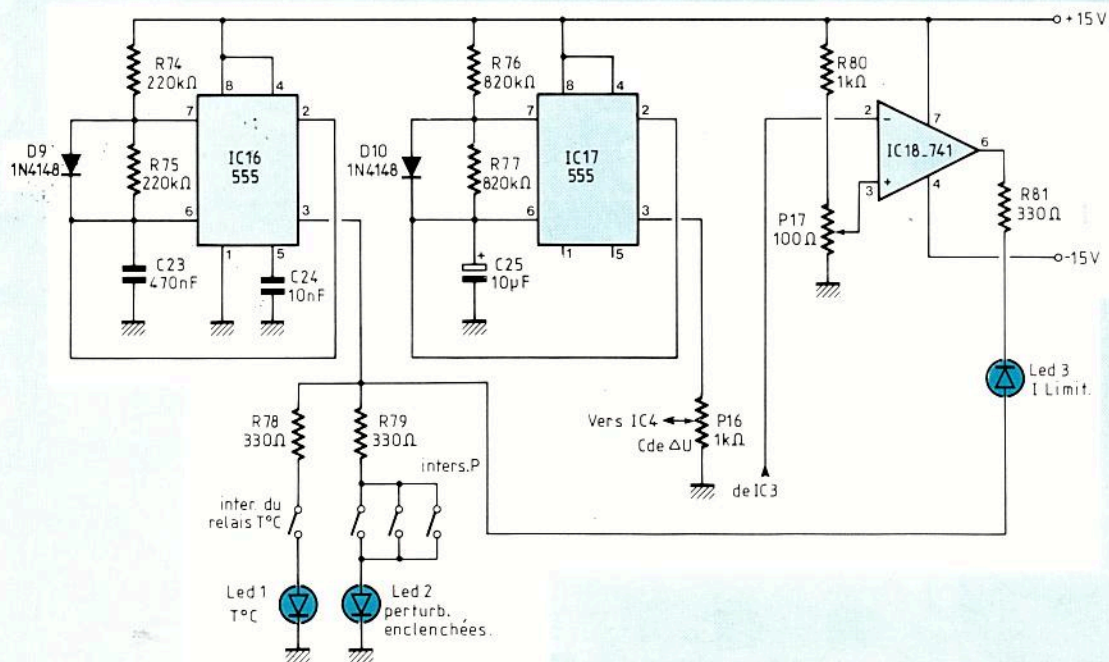 +15V
R74
220kΩ
R76
820kΩ
R80
1kΩ
8
4
8
4
7
2
7
2
2
7
D9
1N4148
R75
220kΩ
IC16
555
D10
1N4148
R77
820kΩ
IC17
555
−
IC18_741
6
+
3
4
6
3
6
3
R81
330Ω
P17
100Ω
1
5
1
5
C23
470nF
C24
10nF
+
C25
10µF
-15V
Led 3
I Limit.
R78
330Ω
R79
330Ω
Vers IC4
P16
1kΩ
Cde ΔU
inters.P
de IC3
inter. du
relais T°C
Led 1
T°C
Led 2
perturb.
enclenchées.